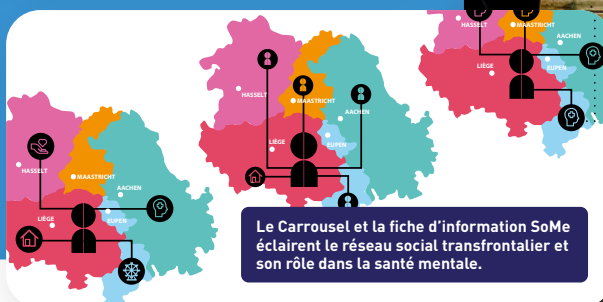 HASSELT
MAASTRICHT
AACHEN
LIÈGE
EUPEN
HASSELT
MAASTRICHT
AACHEN
LIÈGE
EUPEN
HASSELT
MAASTRICHT
AACHEN
LIÈGE
EUPEN
Le Carrousel et la fiche d'information SoMe
éclairent le réseau social transfrontalier et
son rôle dans la santé mentale.